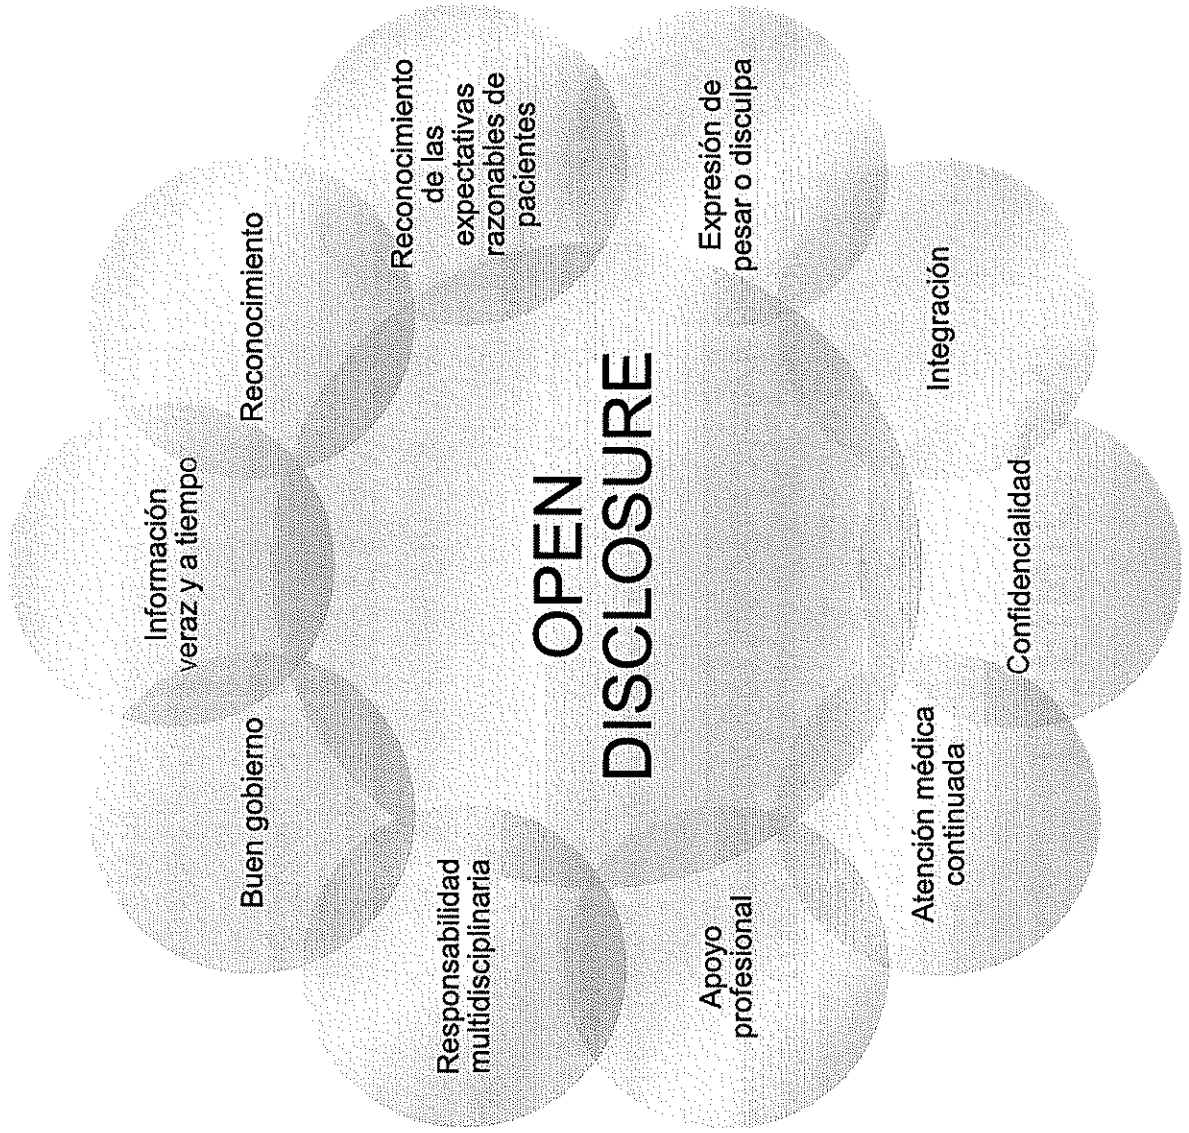 Información
veraz y a tiempo
Reconocimiento
Reconocimiento
de las
expectativas
razonables de
pacientes
Expresión de
pesar o disculpa
Integración
Confidencialidad
Atención médica
continuada
Apoyo
profesional
Responsabilidad
multidisciplinaria
Buen gobierno
OPEN
DISCLOSURE